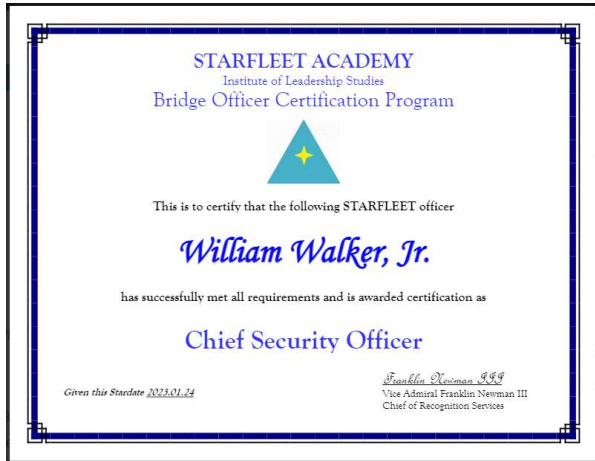 STARFLEET ACADEMY
Institute of Leadership Studies
Bridge Officer Certification Program
This is to certify that the following STARFLEET officer
William Walker, Jr.
has successfully met all requirements and is awarded certification as
Chief Security Officer
Given this Stardate 2023.01.24
Franklin Newman III
Vice Admiral Franklin Newman III
Chief of Recognition Services